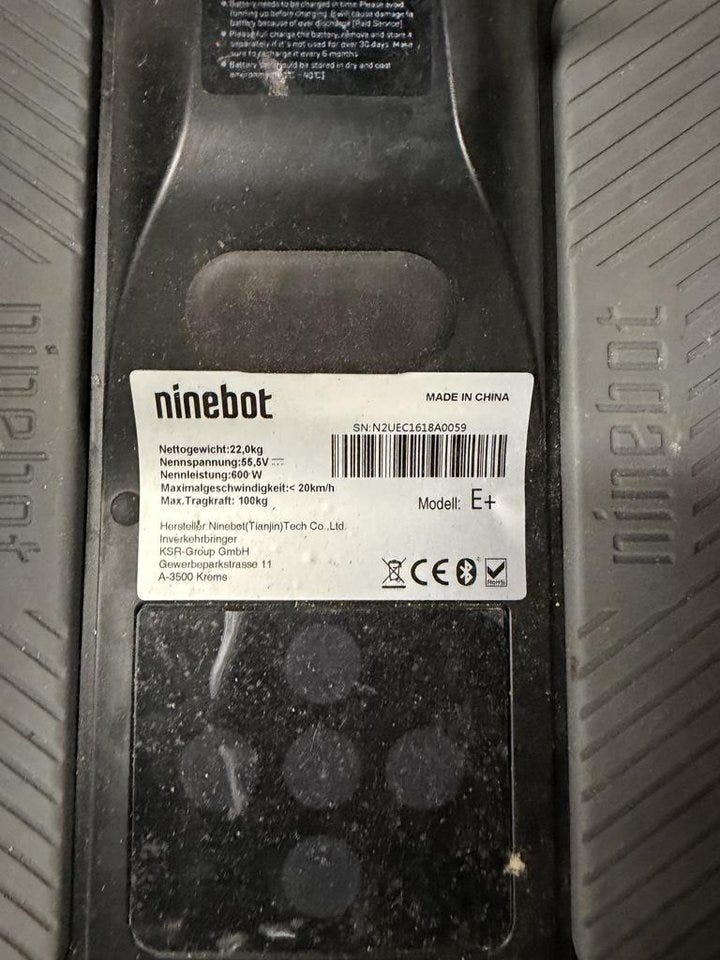 Battery needs to be charged in time. Please avoid
running up before charging. It will cause damage to
battery because of over discharge [Paid Service]
Please full charge the battery, remove and store it
separately if it's not used for over 30 days. Make
sure to recharge it every 6 months
Battery should be stored in dry and cool
- 40°C]
ninebot
MADE IN CHINA
SN:N2UEC1618A0059
Nettogewicht:22,0kg
Nennspannung:55,5V
Nennleistung:600 W
Maximalgeschwindigkeit:< 20km/h
Max.Tragkraft: 100kg
Modell: E+
Hersteller Ninebot(Tianjin)Tech Co.,Ltd.
Inverkehrbringer
KSR-Group GmbH
Gewerbeparkstrasse 11
A-3500 Krems
CE
RoHS
ninebot
ninebot